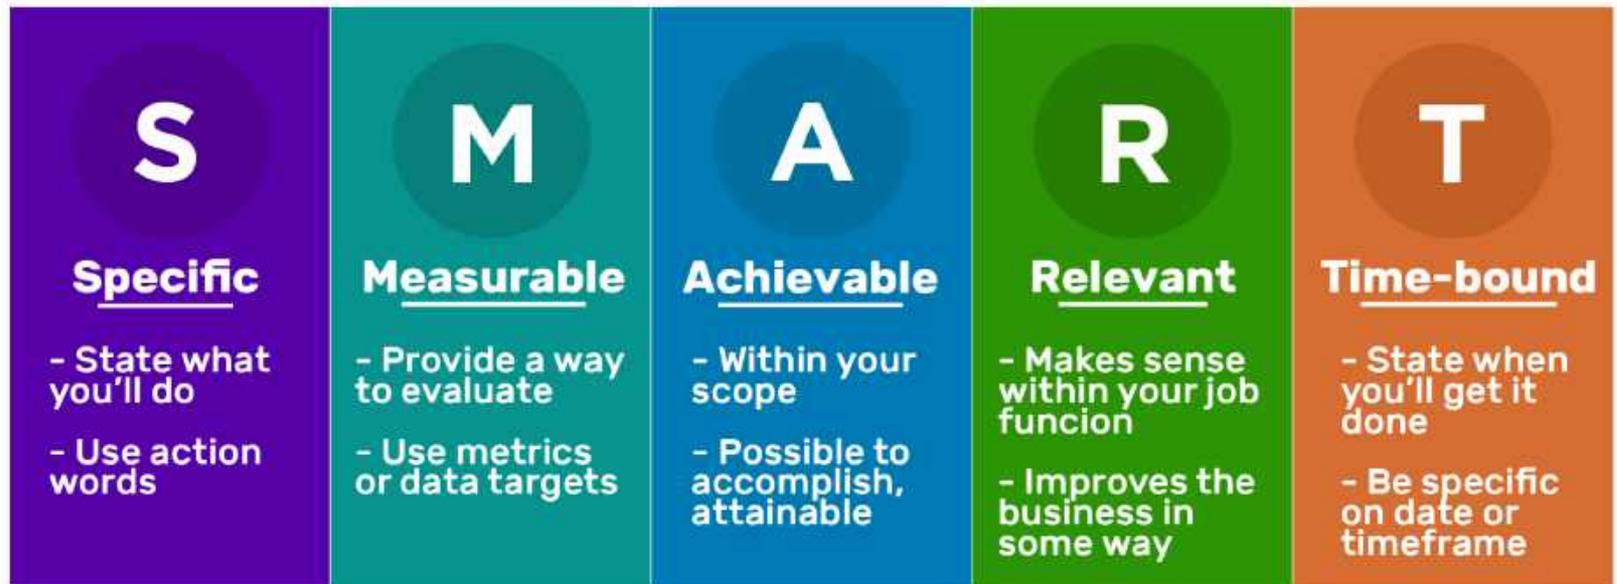 S
Specific
- State what
you'll do
- Use action
words
M
Measurable
- Provide a way
to evaluate
- Use metrics
or data targets
A
Achievable
- Within your
scope
- Possible to
accomplish,
attainable
R
Relevant
- Makes sense
within your job
funcion
- Improves the
business in
some way
T
Time-bound
- State when
you'll get it
done
- Be specific
on date or
timeframe